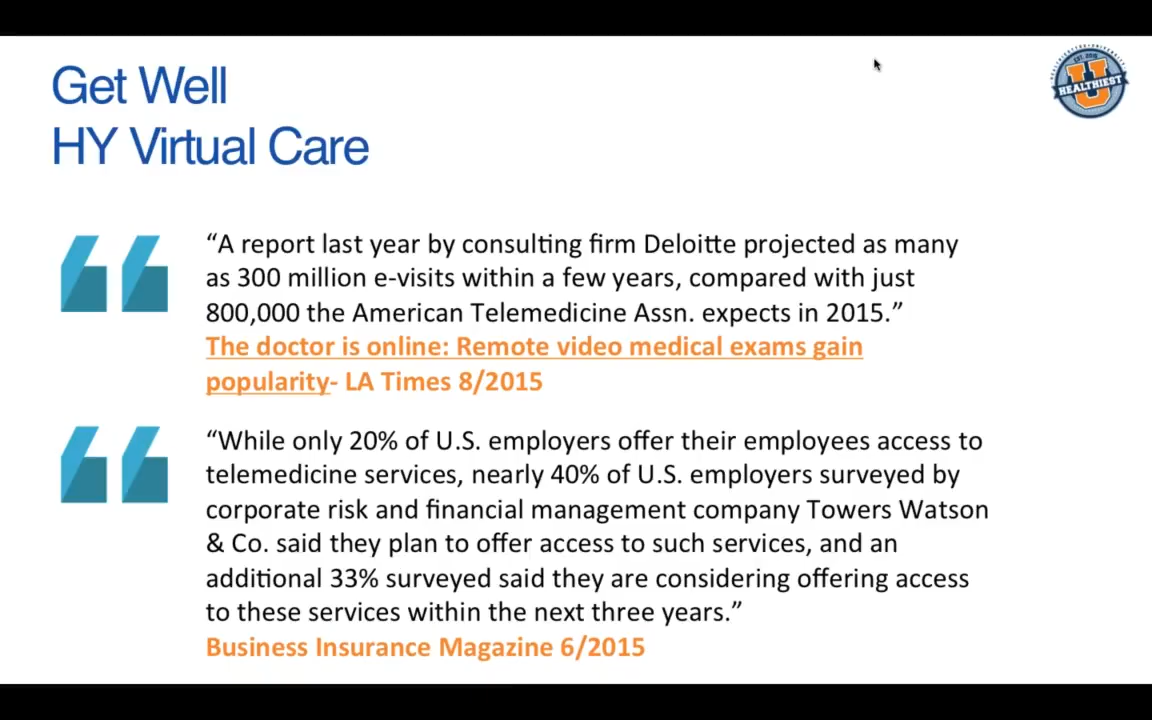 Get Well
HY Virtual Care
U
HEALTHIEST
“A report last year by consulting firm Deloitte projected as many
as 300 million e-visits within a few years, compared with just
800,000 the American Telemedicine Assn. expects in 2015.”
The doctor is online: Remote video medical exams gain
popularity- LA Times 8/2015
“While only 20% of U.S. employers offer their employees access to
telemedicine services, nearly 40% of U.S. employers surveyed by
corporate risk and financial management company Towers Watson
& Co. said they plan to offer access to such services, and an
additional 33% surveyed said they are considering offering access
to these services within the next three years.”
Business Insurance Magazine 6/2015